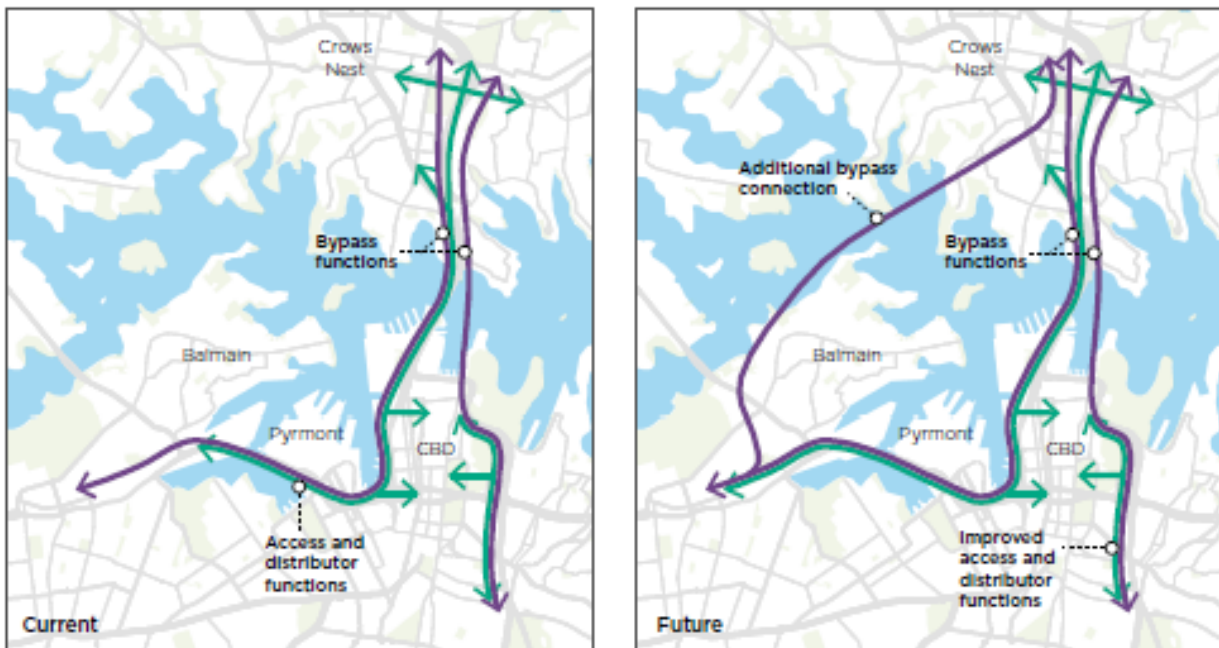 Crows
Nest
Bypass
functions
Balmain
Pyrmont
CBD
Access and
distributor
functions
Current
Crows
Nest
Additional bypass
connection
Bypass
functions
Balmain
Pyrmont
CBD
Improved
access and
distributor
functions
Future